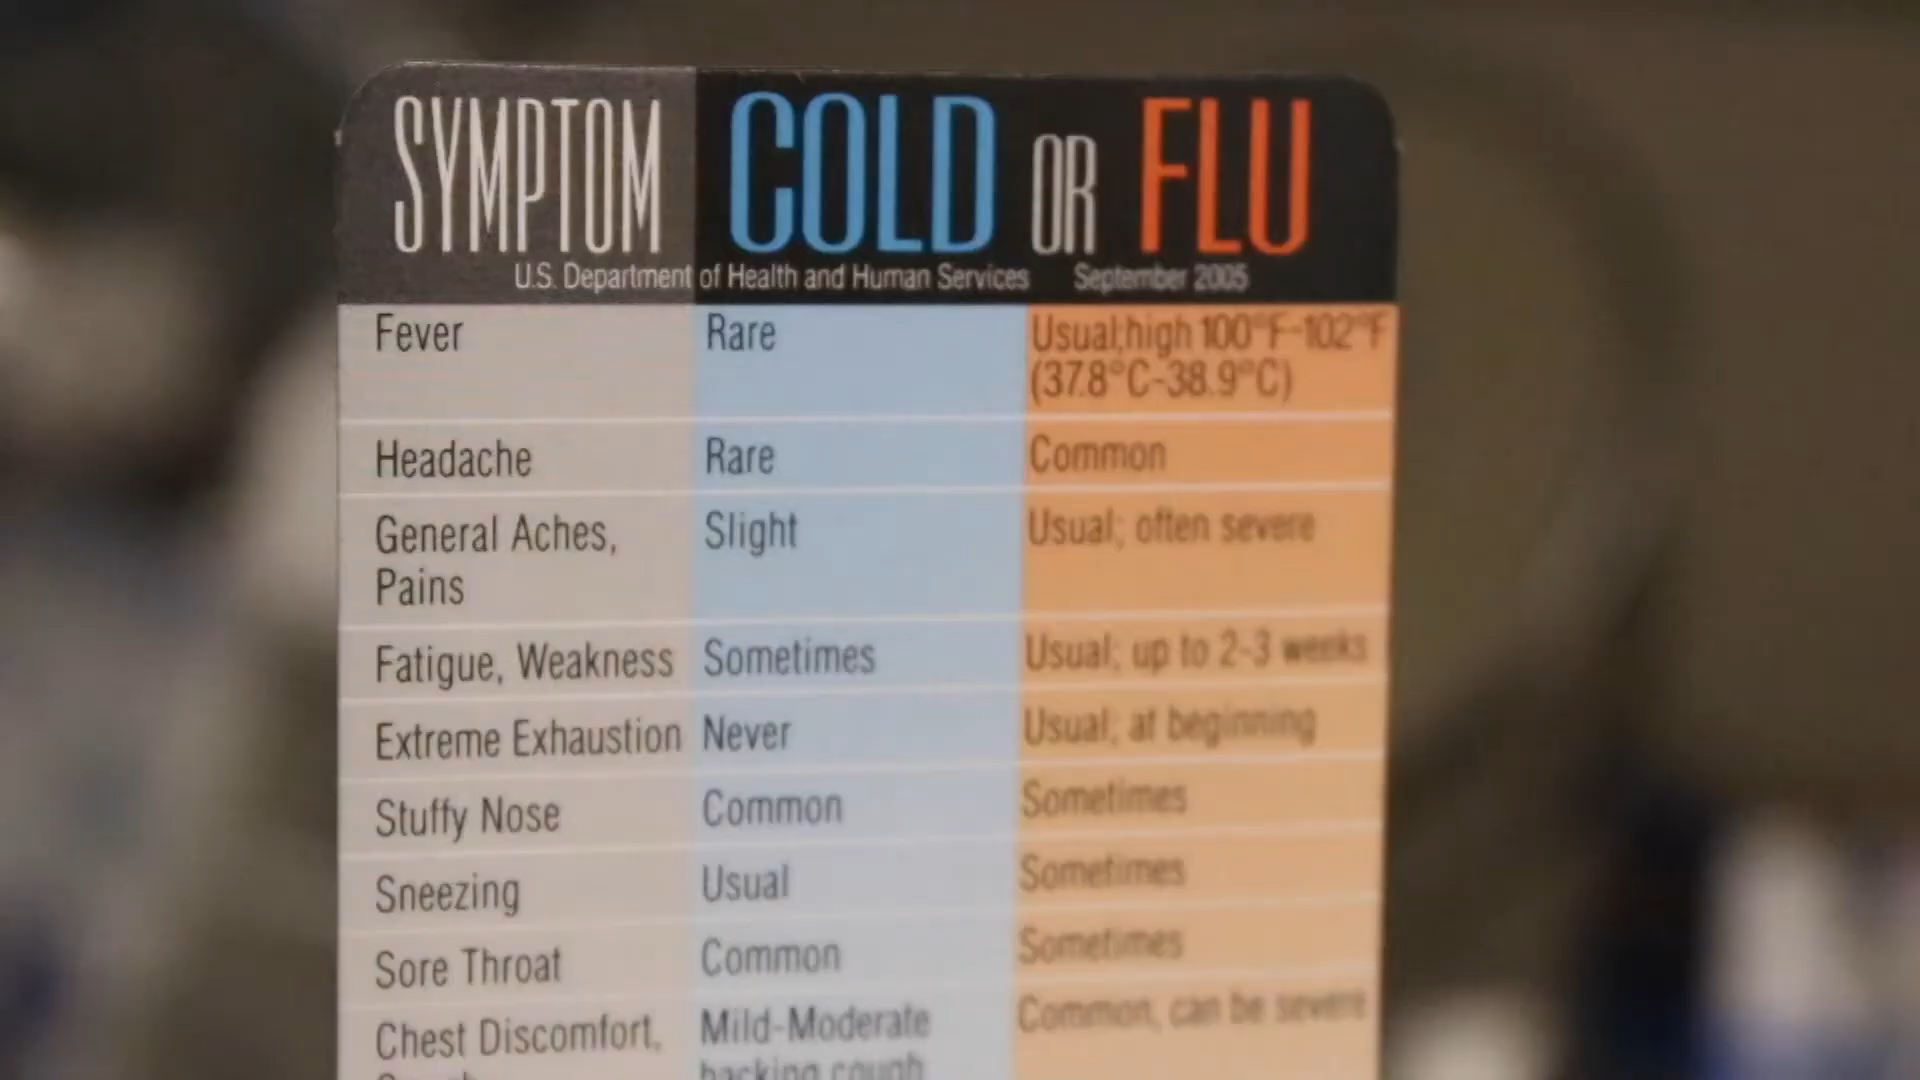 SYMPTOM COLD OR FLU
U.S. Department of Health and Human Services September 2005
Fever Rare Usual;high 100°F-102°F
(37.8°C-38.9°C)
Headache Rare Common
General Aches, Slight Usual; often severe
Pains
Fatigue, Weakness Sometimes Usual; up to 2-3 weeks
Extreme Exhaustion Never Usual; at beginning
Stuffy Nose Common Sometimes
Sneezing Usual Sometimes
Sore Throat Common Sometimes
Chest Discomfort, Mild-Moderate Common, can be severe
hacking cough